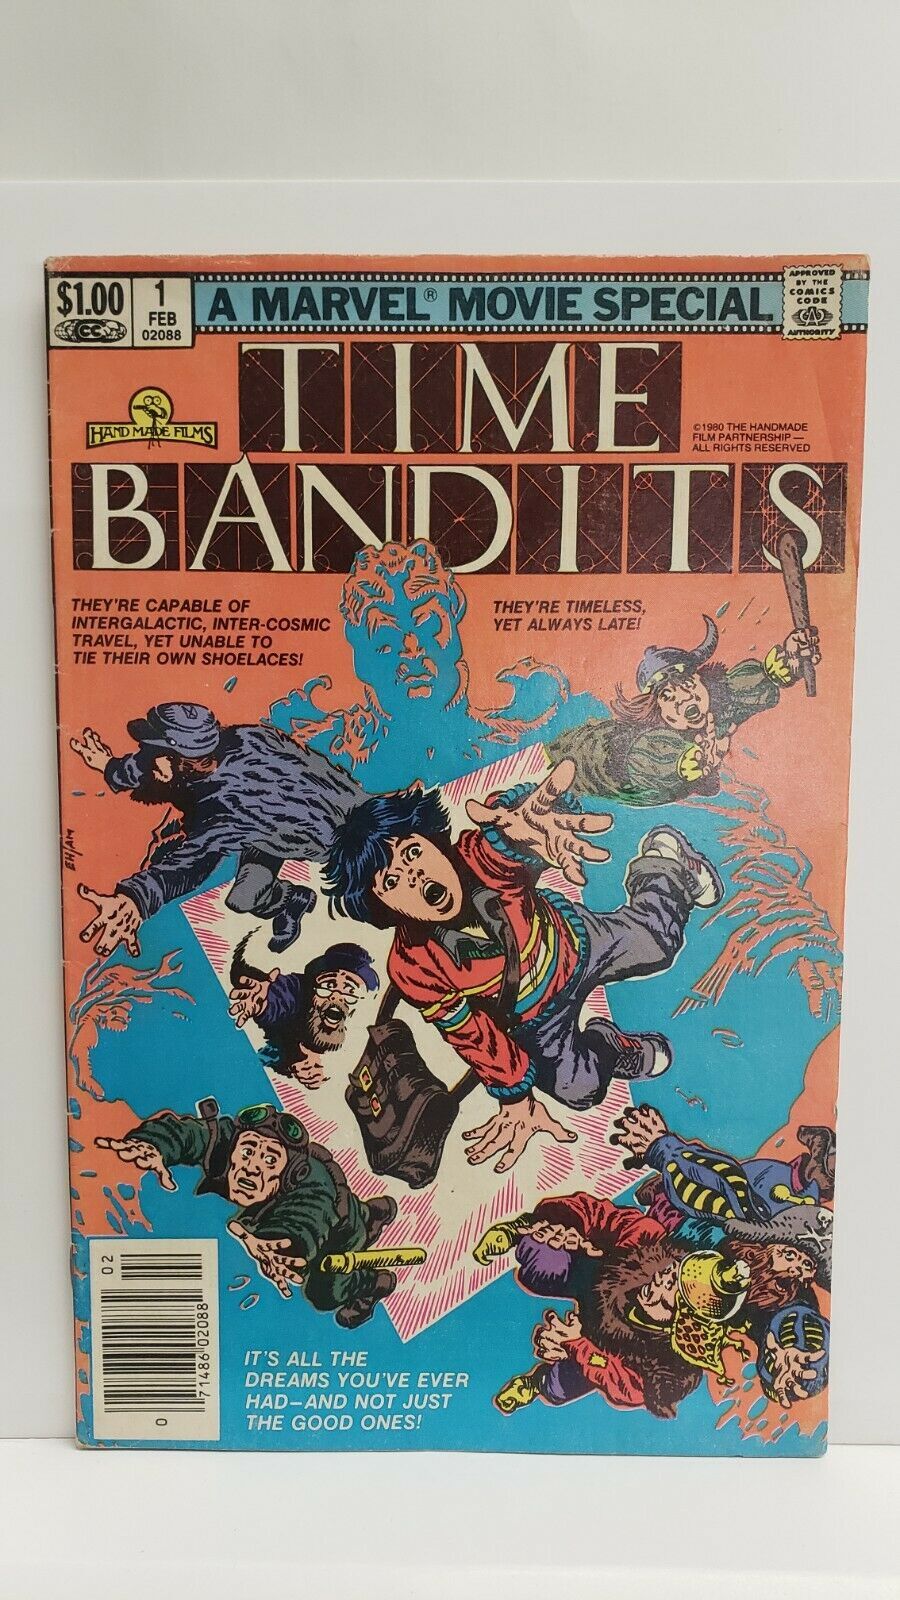 $1.00
CC
1
FEB
02088
A MARVEL® MOVIE SPECIAL
APPROVED
BY THE
COMICS
CODE
A
AUTHORITY
TIME
HAND MADE FILMS
©1980 THE HANDMADE
FILM PARTNERSHIP—
ALL RIGHTS RESERVED
BANDITS
THEY'RE CAPABLE OF
INTERGALACTIC, INTER-COSMIC
TRAVEL, YET UNABLE TO
TIE THEIR OWN SHOELACES!
THEY'RE TIMELESS,
YET ALWAYS LATE!
EH/AM
02
0 71486 02088
IT'S ALL THE
DREAMS YOU'VE EVER
HAD—AND NOT JUST
THE GOOD ONES!